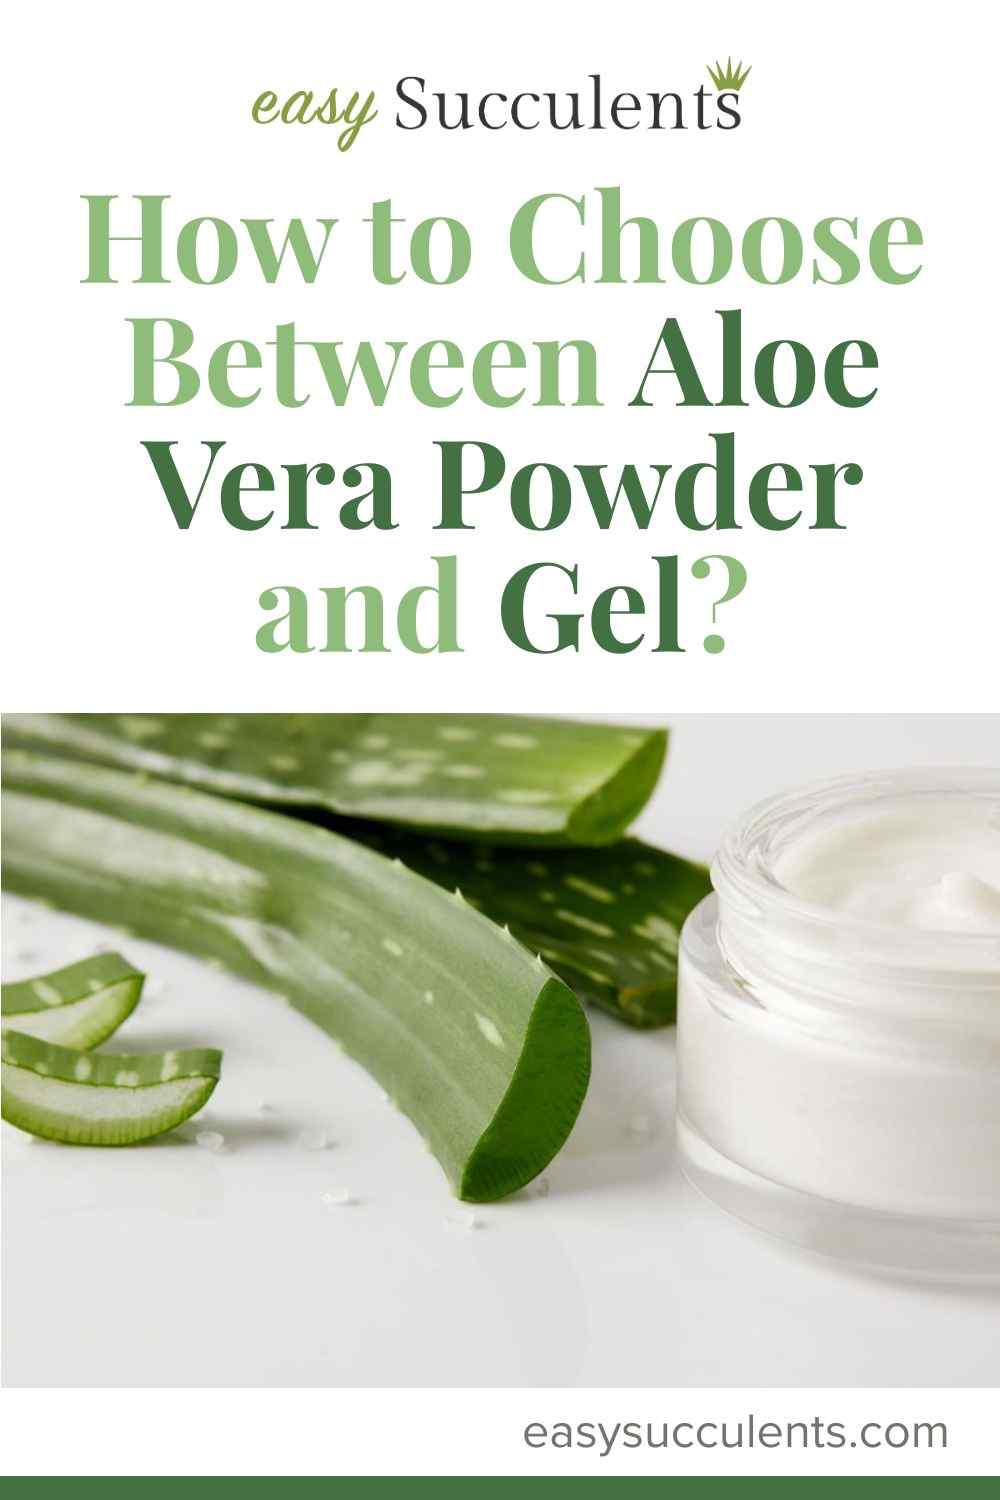 easy Succulents
How to Choose
Between Aloe
Vera Powder
and Gel?
easysucculents.com